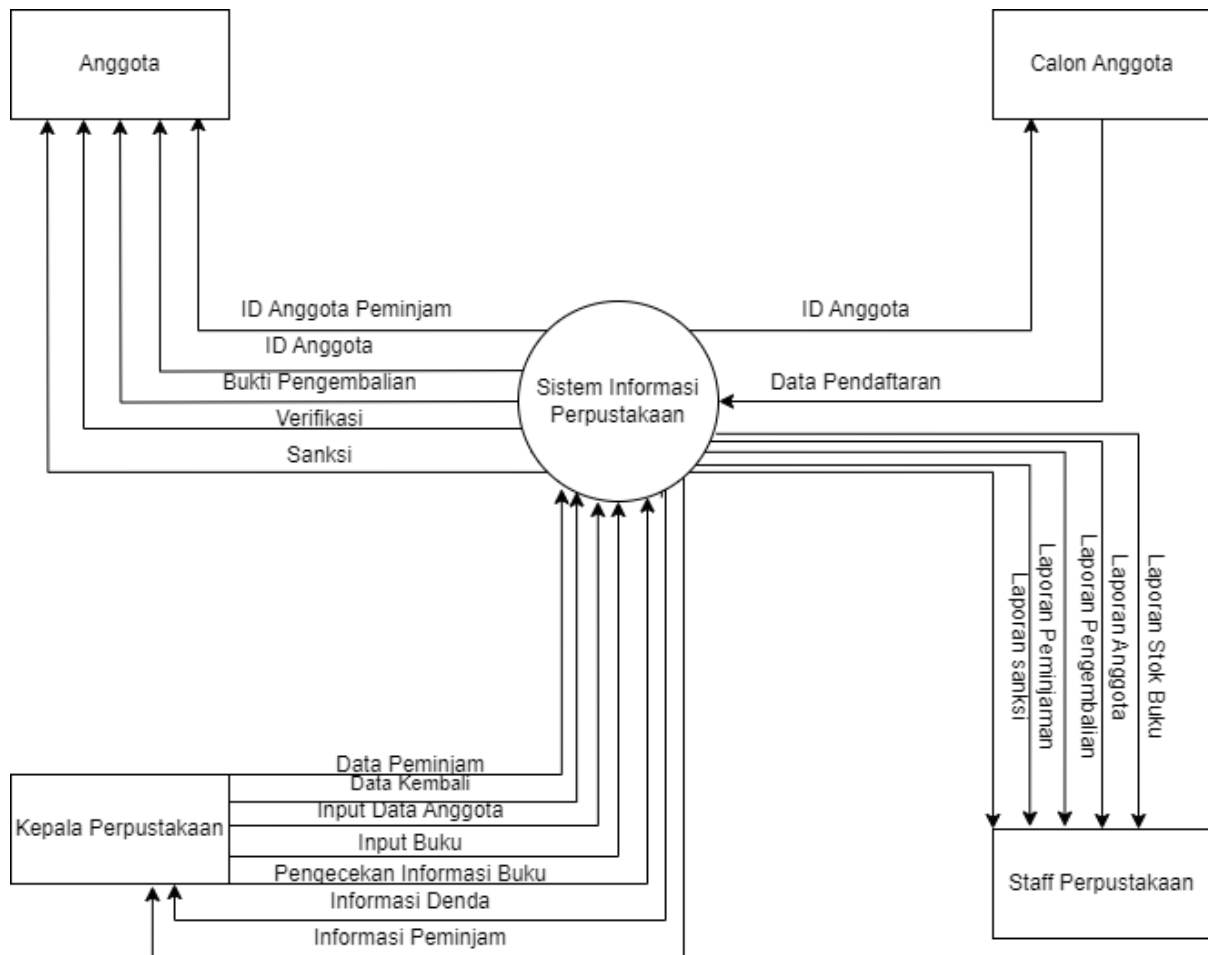 Anggota
Calon Anggota
ID Anggota Peminjam
ID Anggota
Bukti Pengembalian
Verifikasi
Sanksi
Sistem Informasi
Perpustakaan
ID Anggota
Data Pendaftaran
Laporan sanksi
Laporan Peminjaman
Laporan Pengembalian
Laporan Anggota
Laporan Stok Buku
Kepala Perpustakaan
Data Peminjam
Data Kembali
Input Data Anggota
Input Buku
Pengecekan Informasi Buku
Informasi Denda
Informasi Peminjam
Staff Perpustakaan